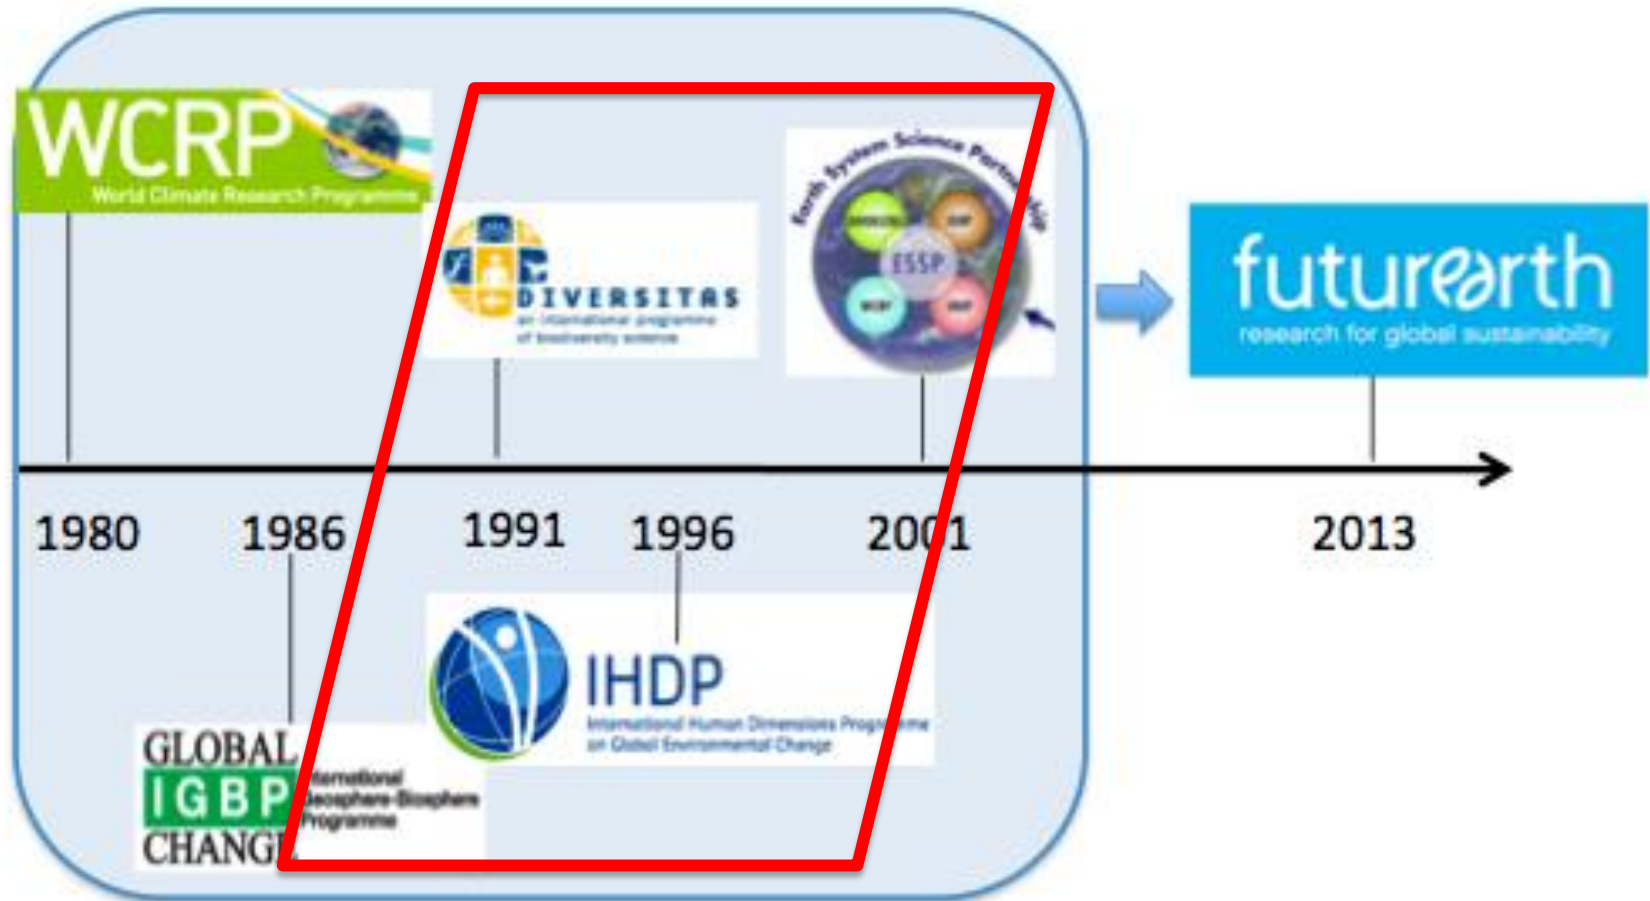 WCRP
World Climate Research Programme
DIVERSITAS
an international programme
of biodiversity science
Earth System Science Partnership
ESSP
WCRP
futurearth
research for global sustainability
1980
1986
1991
1996
2001
2013
GLOBAL
IGBP
CHANGE
International
Geosphere-Biosphere
Programme
IHDP
International Human Dimensions Programme
on Global Environmental Change